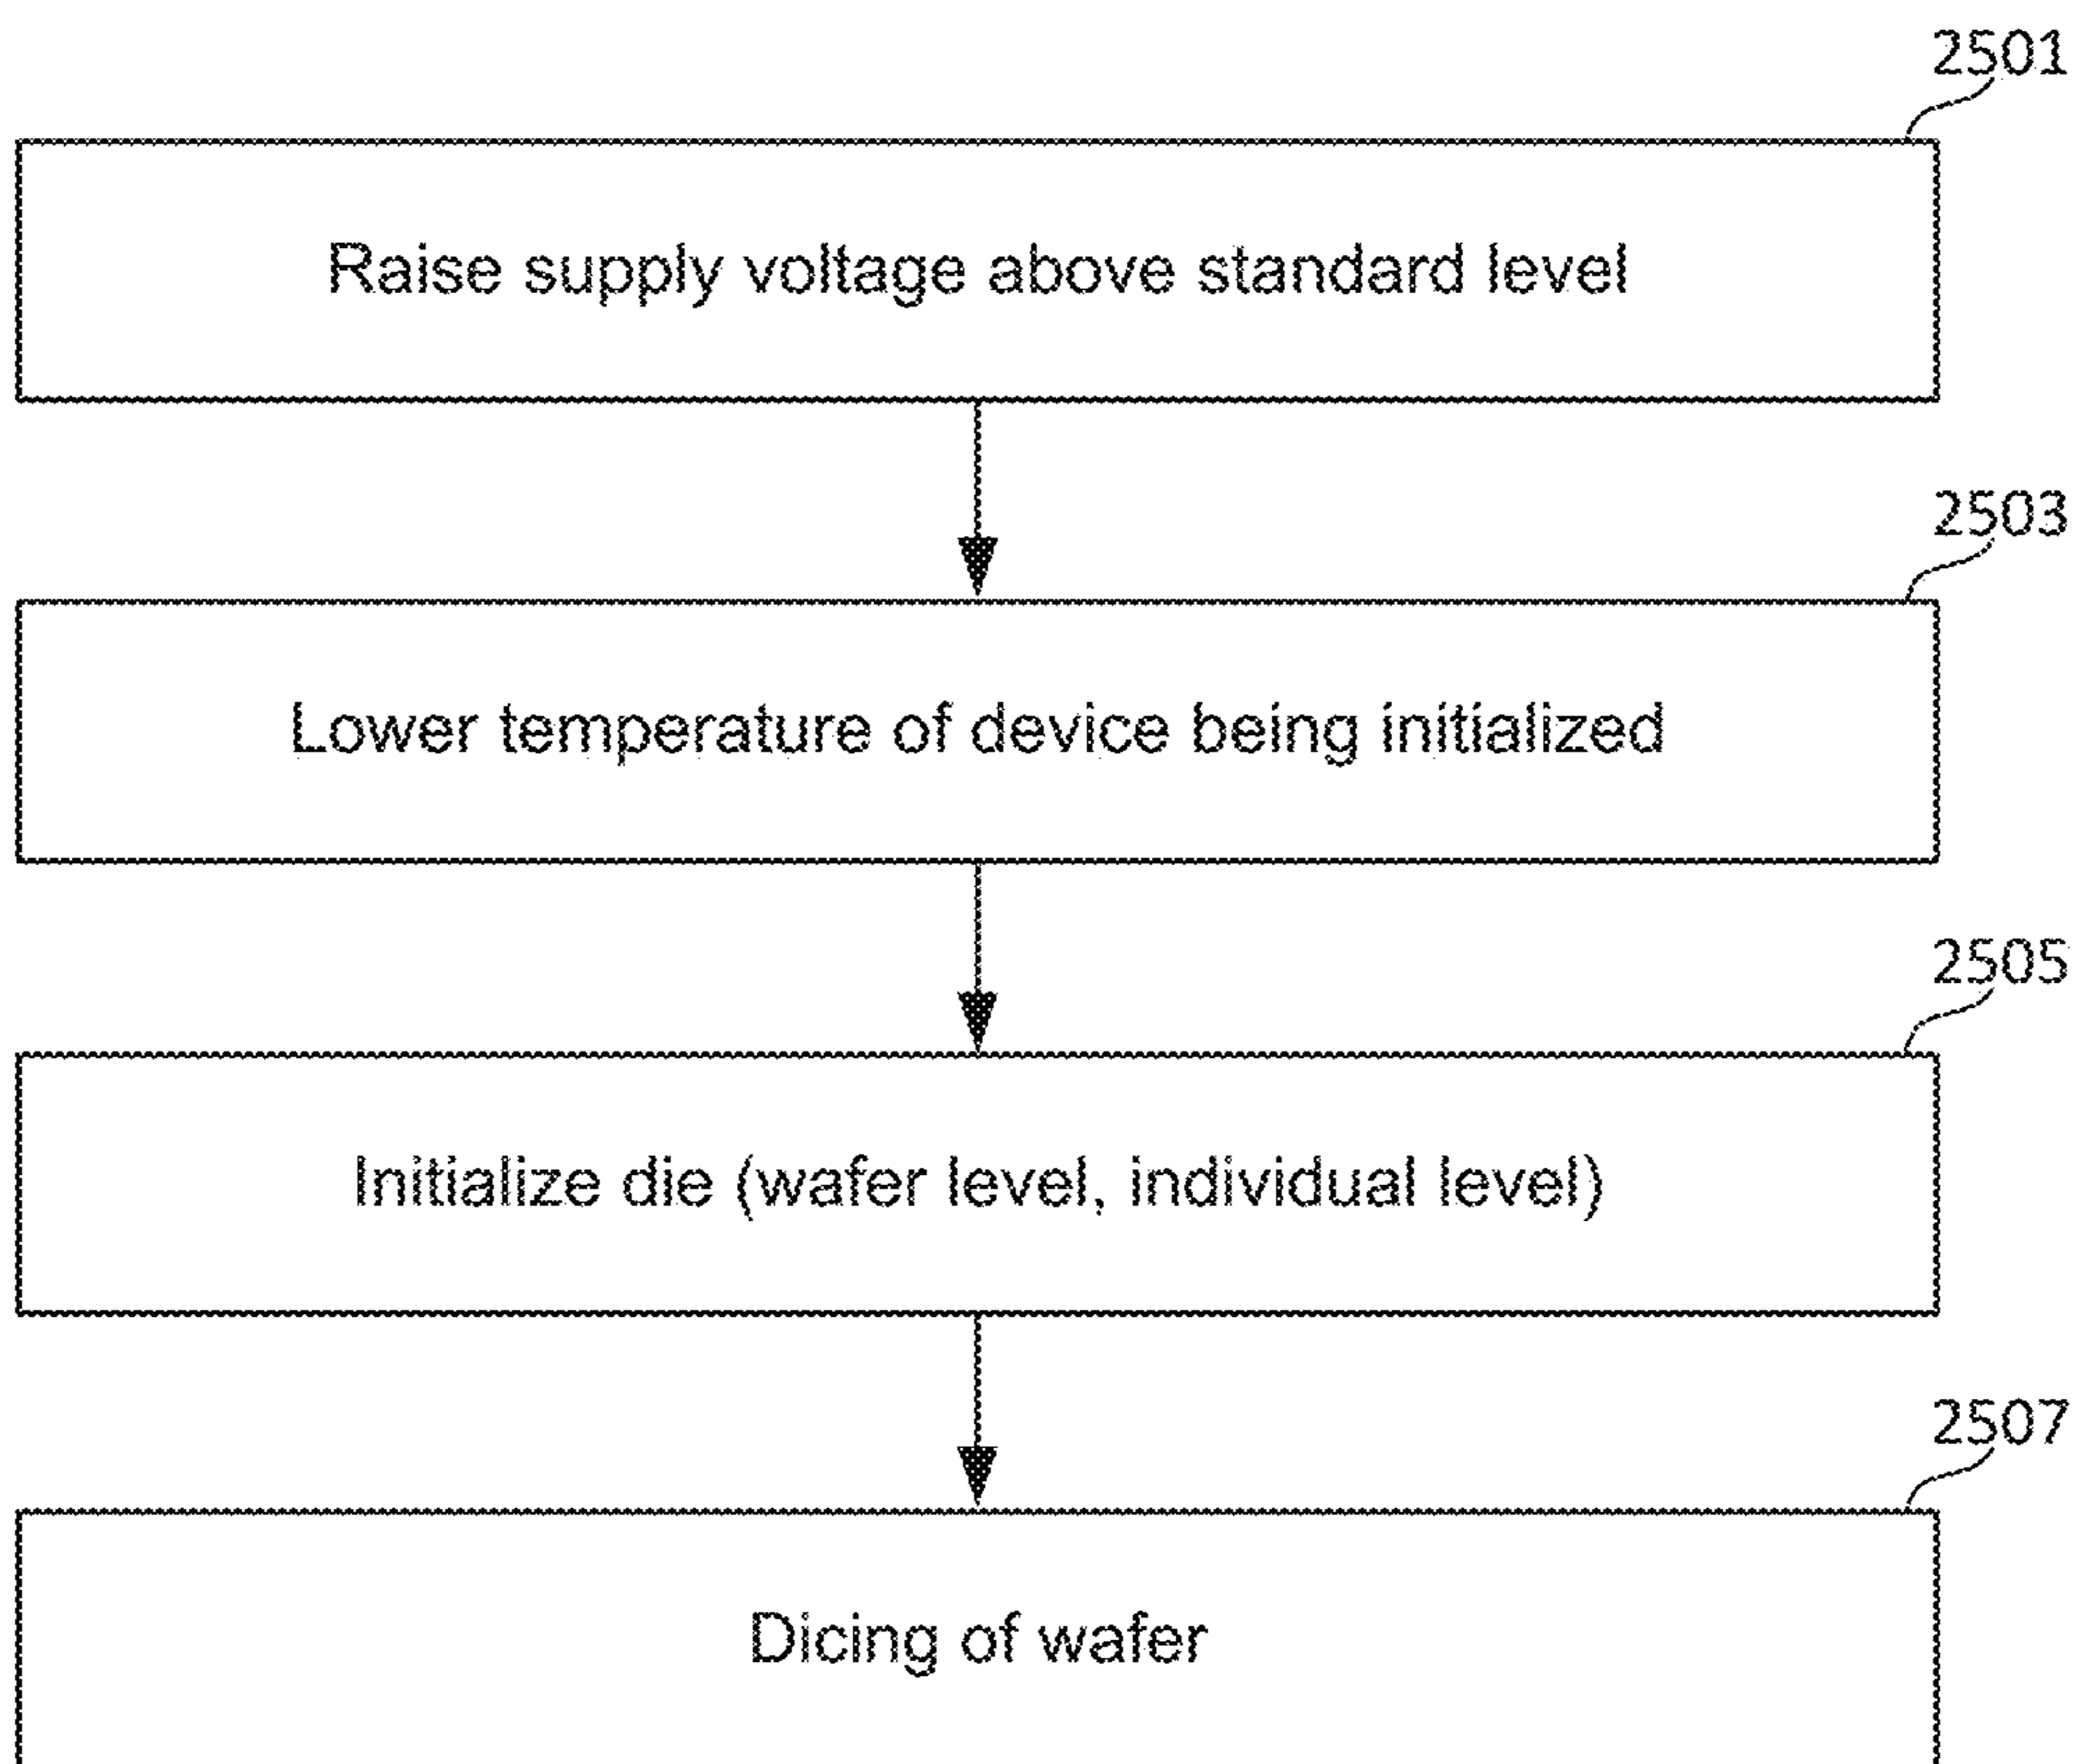 2501
Raise supply voltage above standard level
2503
Lower temperature of device being initialized
2505
Initialize die (wafer level, individual level)
2507
Dicing of wafer